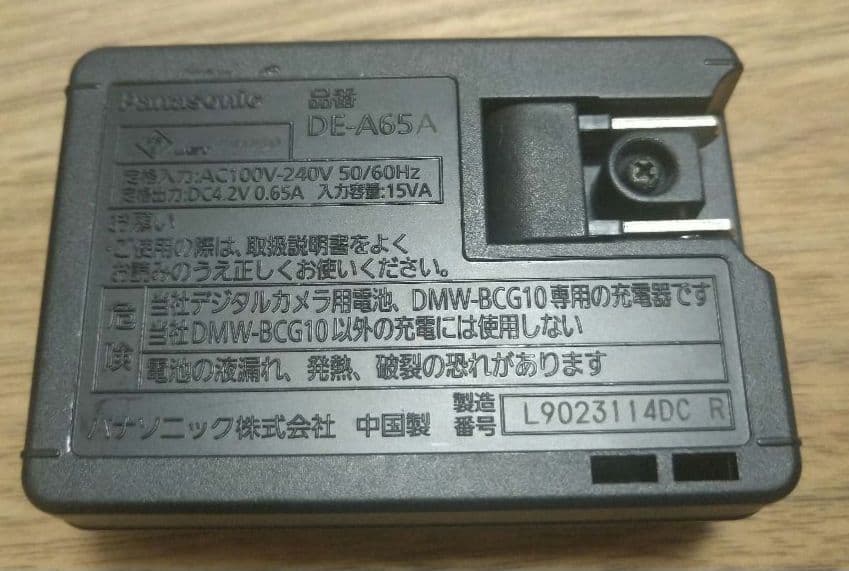 Panasonic
品番
DE-A65A
定格入力:AC100V-240V 50/60Hz
定格出力:DC4.2V 0.65A 入力容量:15VA
お願い
・ご使用の際は、取扱説明書をよく
お読みのうえ正しくお使いください。
危険
当社デジタルカメラ用電池、DMW-BCG10専用の充電器です
当社DMW-BCG10以外の充電には使用しない
電池の液漏れ、発熱、破裂の恐れがあります
パナソニック株式会社 中国製
製造番号
L9023114DC R